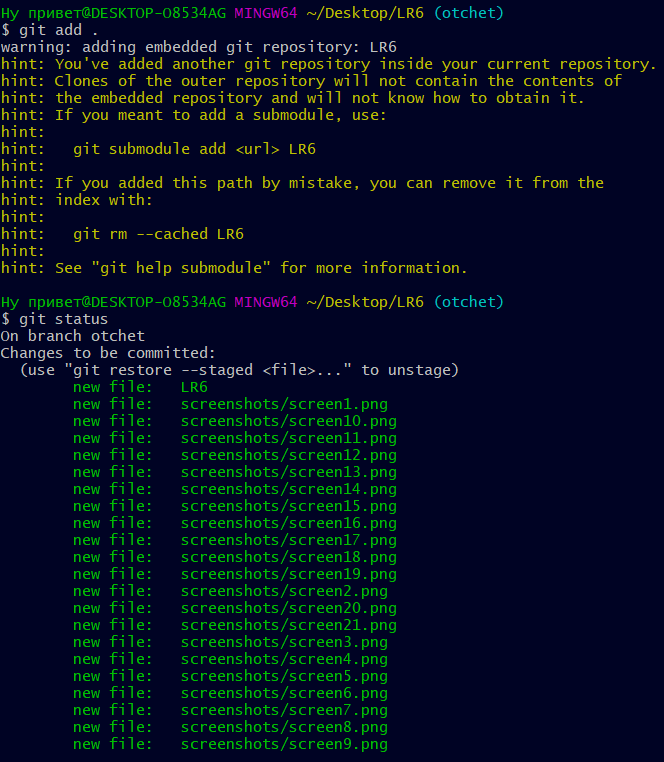 Ну привет@DESKTOP-O8534AG MINGW64 ~/Desktop/LR6 (otchet)
$ git add .
warning: adding embedded git repository: LR6
hint: You've added another git repository inside your current repository.
hint: Clones of the outer repository will not contain the contents of
hint: the embedded repository and will not know how to obtain it.
hint: If you meant to add a submodule, use:
hint:
hint:   git submodule add <url> LR6
hint:
hint: If you added this path by mistake, you can remove it from the
hint: index with:
hint:
hint:   git rm --cached LR6
hint:
hint: See "git help submodule" for more information.

Ну привет@DESKTOP-O8534AG MINGW64 ~/Desktop/LR6 (otchet)
$ git status
On branch otchet
Changes to be committed:
  (use "git restore --staged <file>..." to unstage)
        new file:   LR6
        new file:   screenshots/screen1.png
        new file:   screenshots/screen10.png
        new file:   screenshots/screen11.png
        new file:   screenshots/screen12.png
        new file:   screenshots/screen13.png
        new file:   screenshots/screen14.png
        new file:   screenshots/screen15.png
        new file:   screenshots/screen16.png
        new file:   screenshots/screen17.png
        new file:   screenshots/screen18.png
        new file:   screenshots/screen19.png
        new file:   screenshots/screen2.png
        new file:   screenshots/screen20.png
        new file:   screenshots/screen21.png
        new file:   screenshots/screen3.png
        new file:   screenshots/screen4.png
        new file:   screenshots/screen5.png
        new file:   screenshots/screen6.png
        new file:   screenshots/screen7.png
        new file:   screenshots/screen8.png
        new file:   screenshots/screen9.png